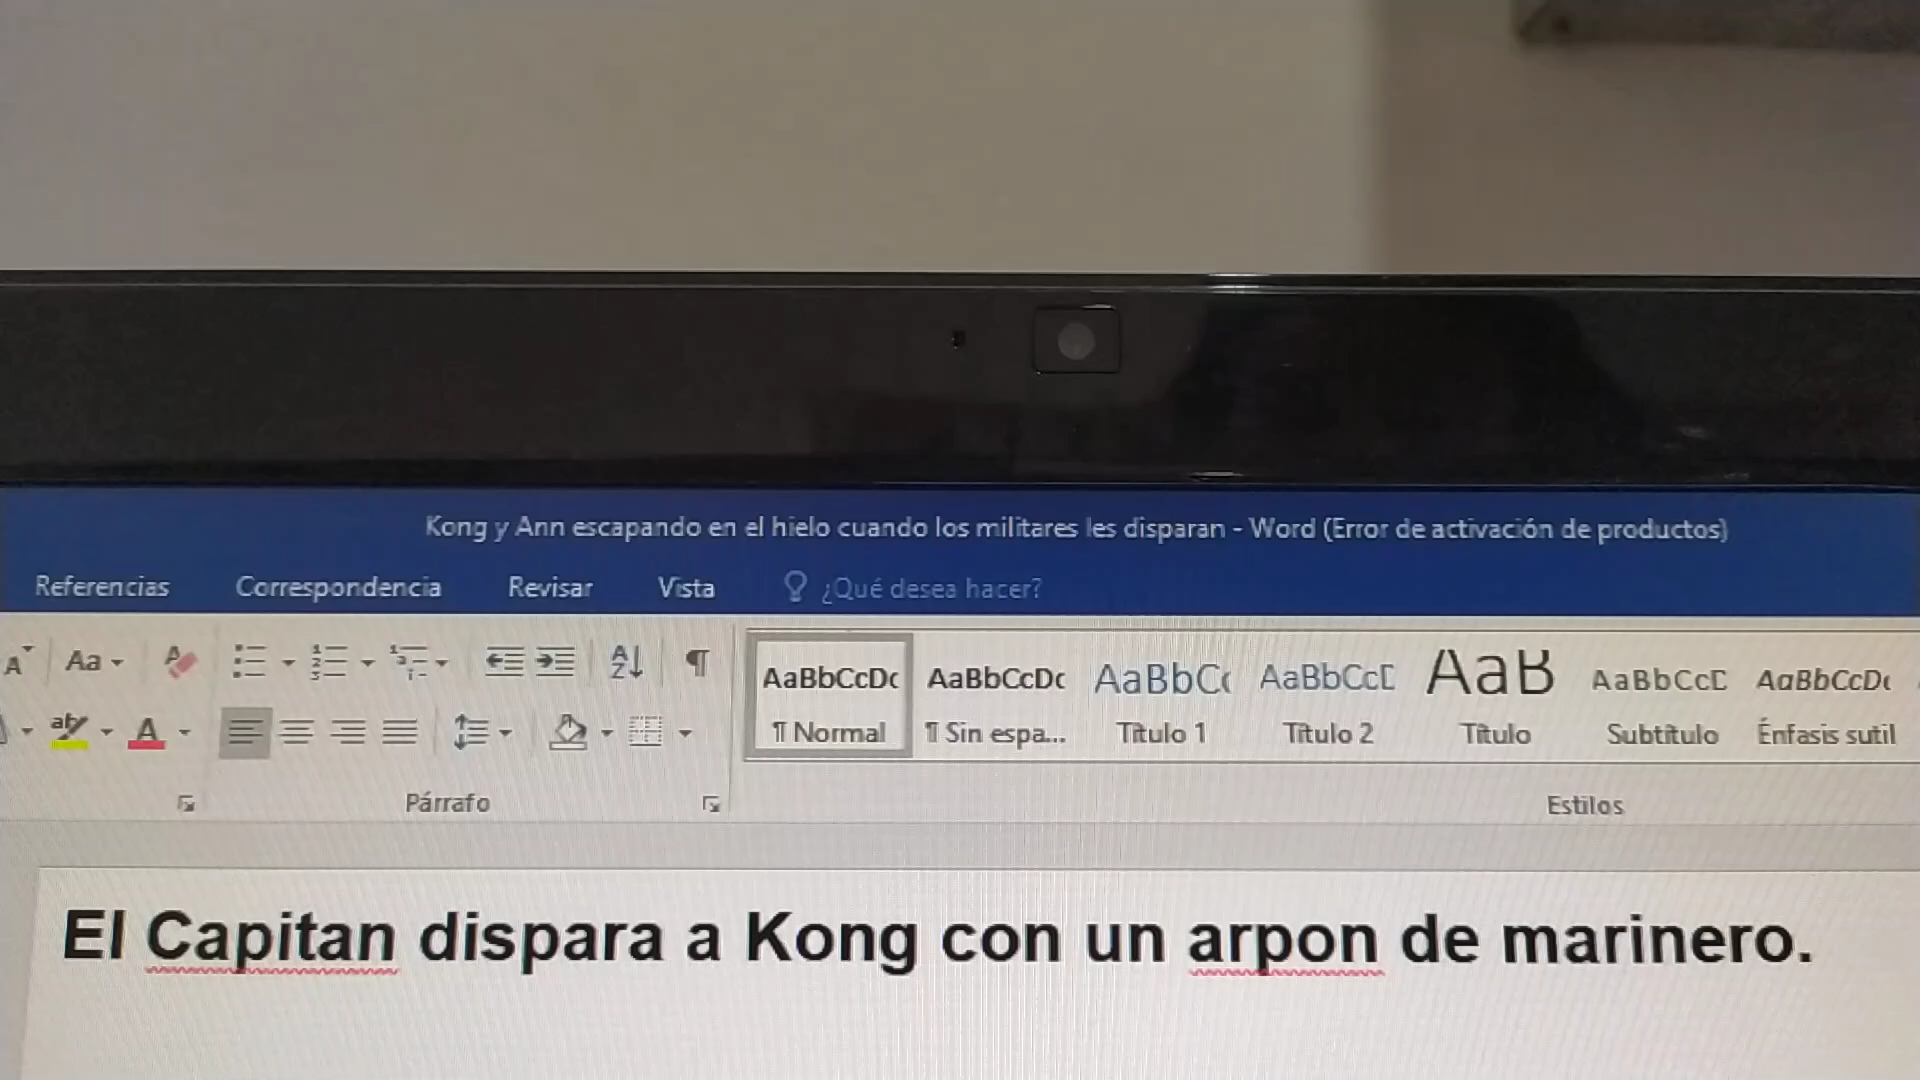 Kong y Ann escapando en el hielo cuando los militares les disparan - Word (Error de activación de productos)
Referencias Correspondencia Revisar Vista ¿Qué desea hacer?
Aa
AaBbCcDc AaBbCcDc AaBbCc AaBbCcD AaB AaBbCcD AaBbCcDc
¶ Normal ¶ Sin espa... Título 1 Título 2 Título Subtítulo Énfasis sutil
Párrafo Estilos
El Capitan dispara a Kong con un arpon de marinero.